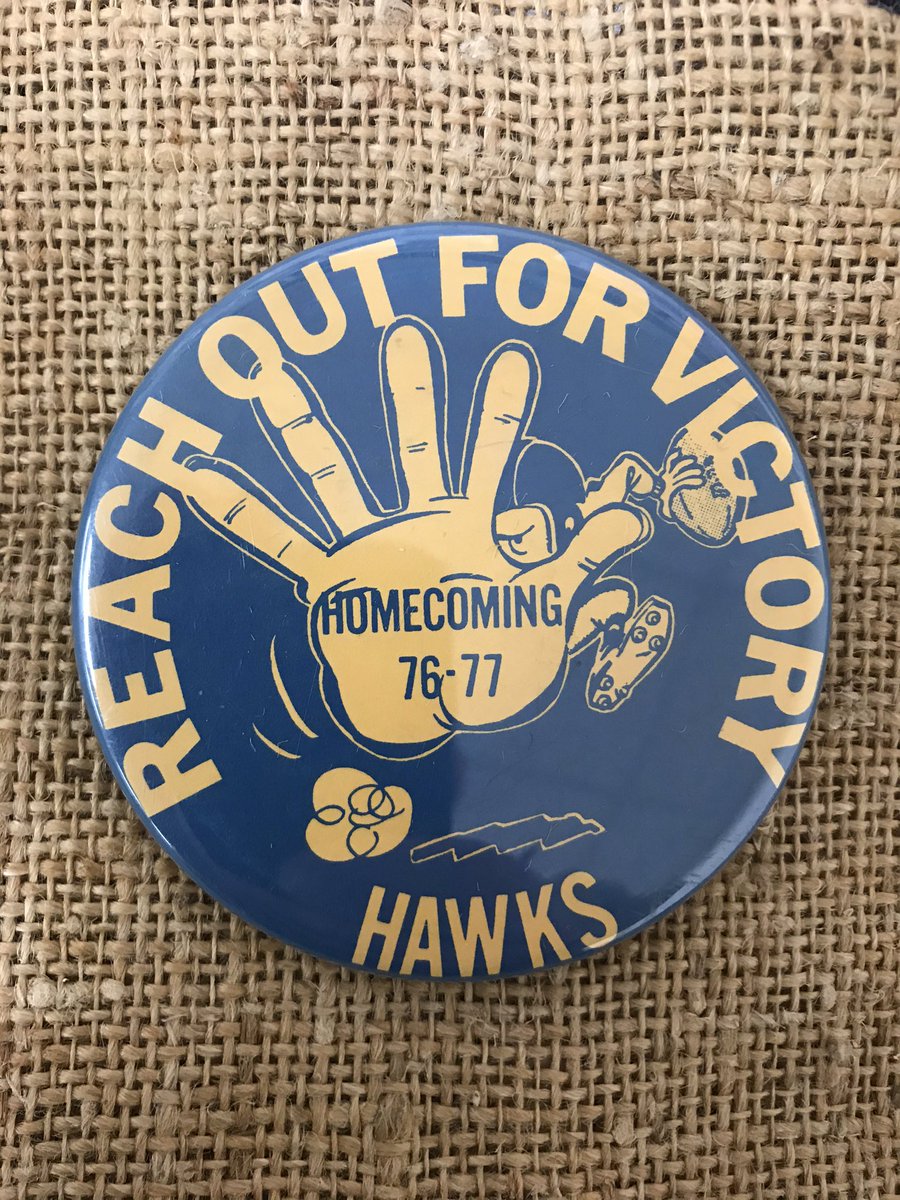 REACH OUT FOR VICTORY
HOMECOMING
76-77
HAWKS